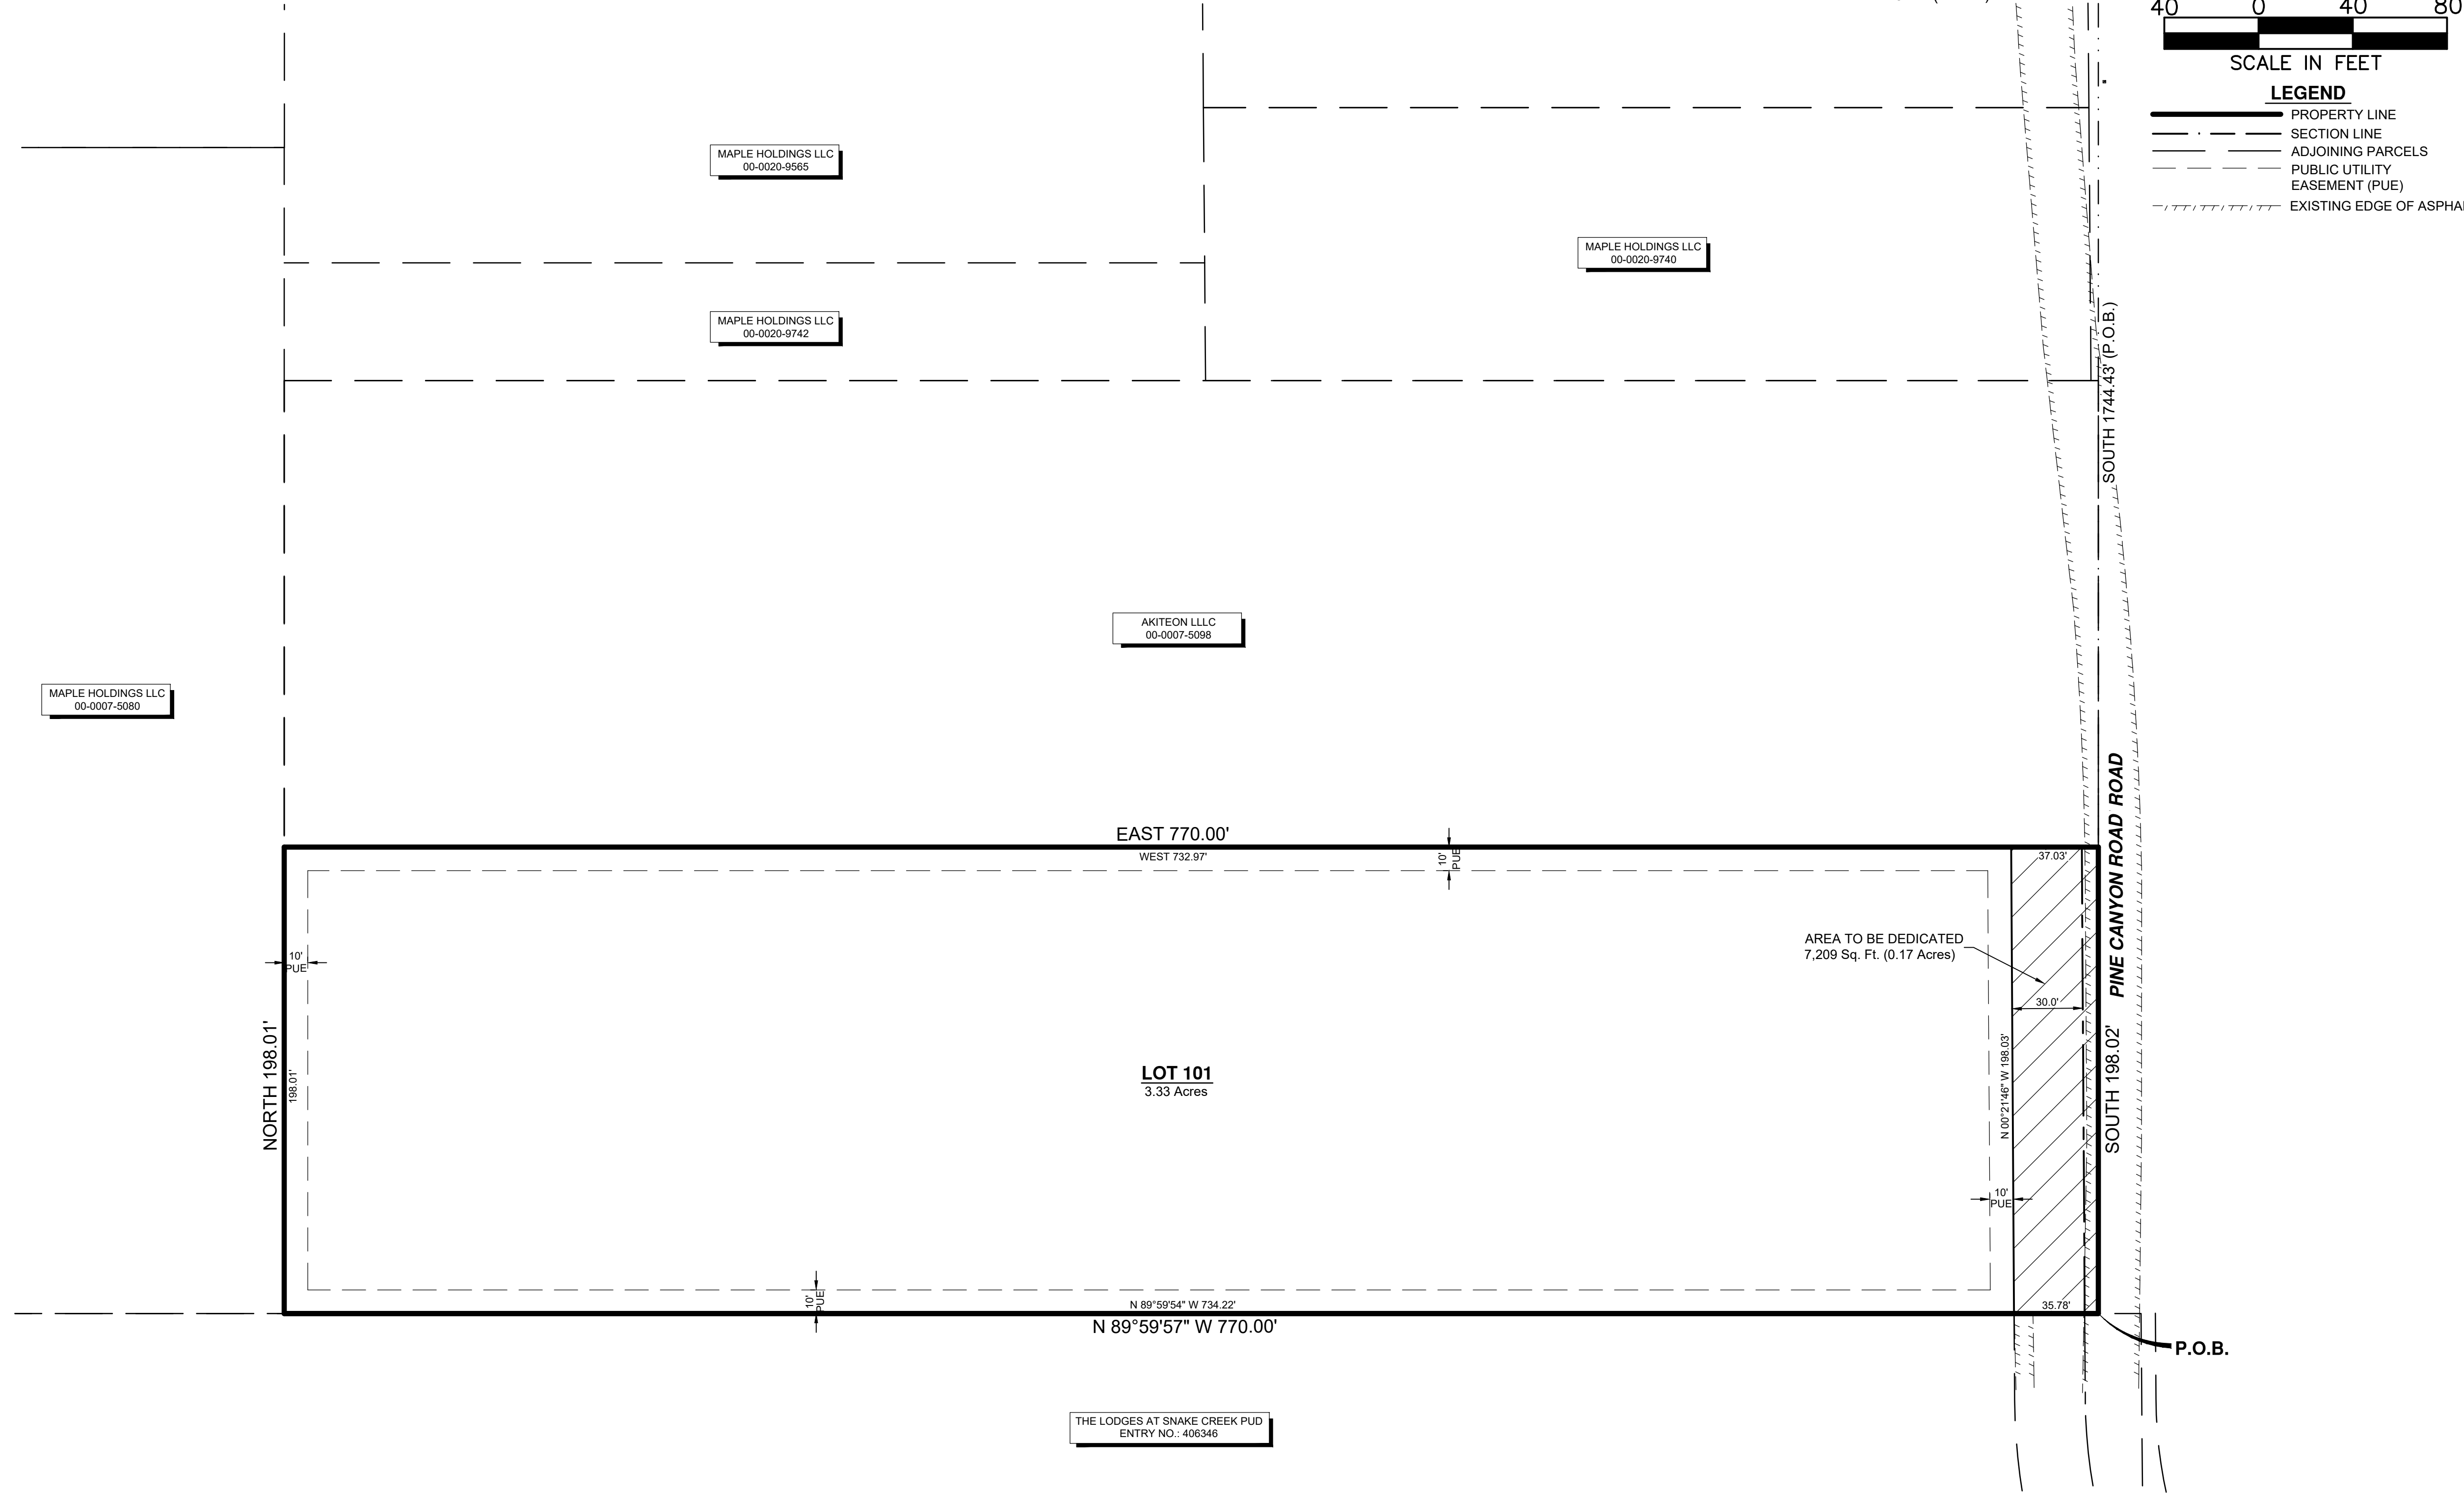 40 0 40 80
SCALE IN FEET
LEGEND
PROPERTY LINE
SECTION LINE
ADJOINING PARCELS
PUBLIC UTILITY
EASEMENT (PUE)
EXISTING EDGE OF ASPHA
MAPLE HOLDINGS LLC
00-0020-9565
MAPLE HOLDINGS LLC
00-0020-9740
MAPLE HOLDINGS LLC
00-0020-9742
SOUTH 1744.43' (P.O.B.)
AKITEON LLLC
00-0007-5098
MAPLE HOLDINGS LLC
00-0007-5080
PINE CANYON ROAD ROAD
EAST 770.00'
WEST 732.97'
10'
PUE
37.03'
AREA TO BE DEDICATED
7,209 Sq. Ft. (0.17 Acres)
10'
PUE
30.0'
NORTH 198.01'
198.01'
LOT 101
3.33 Acres
N 00°21'46" W 198.03'
SOUTH 198.02'
10'
PUE
10'
PUE
N 89°59'54" W 734.22'
35.78'
N 89°59'57" W 770.00'
P.O.B.
THE LODGES AT SNAKE CREEK PUD
ENTRY NO.: 406346